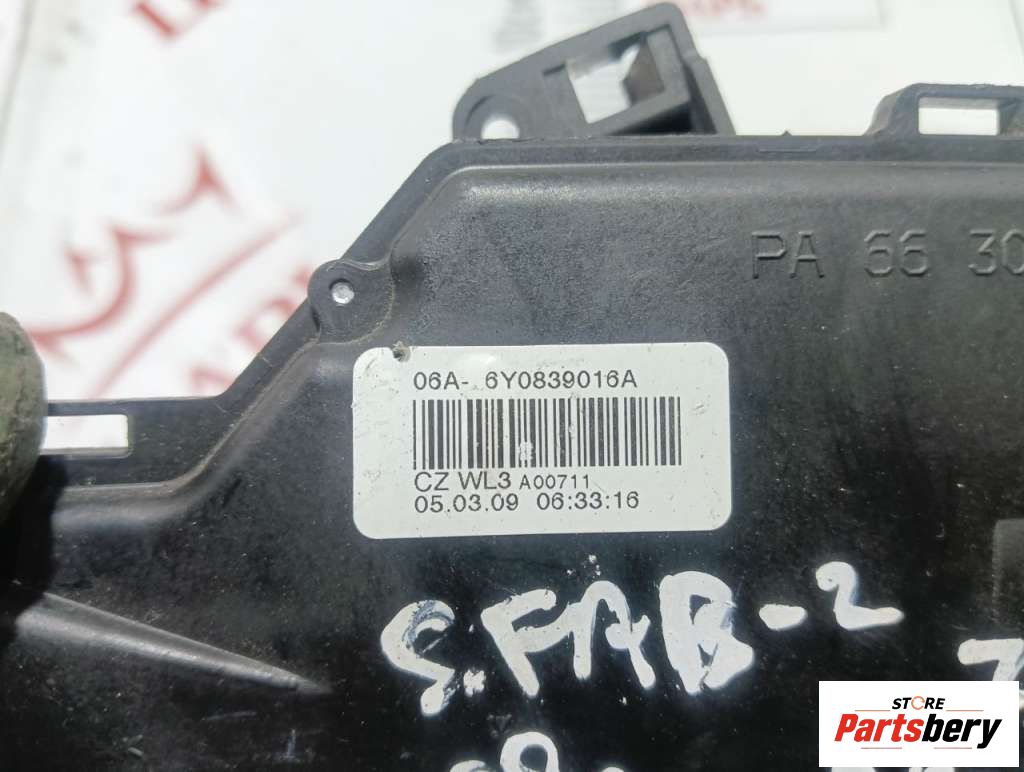 PA 66 30
06A- 6Y0839016A
CZ WL3 A00711
05.03.09 06:33:16
S.FAB-2
STORE
Partsbery